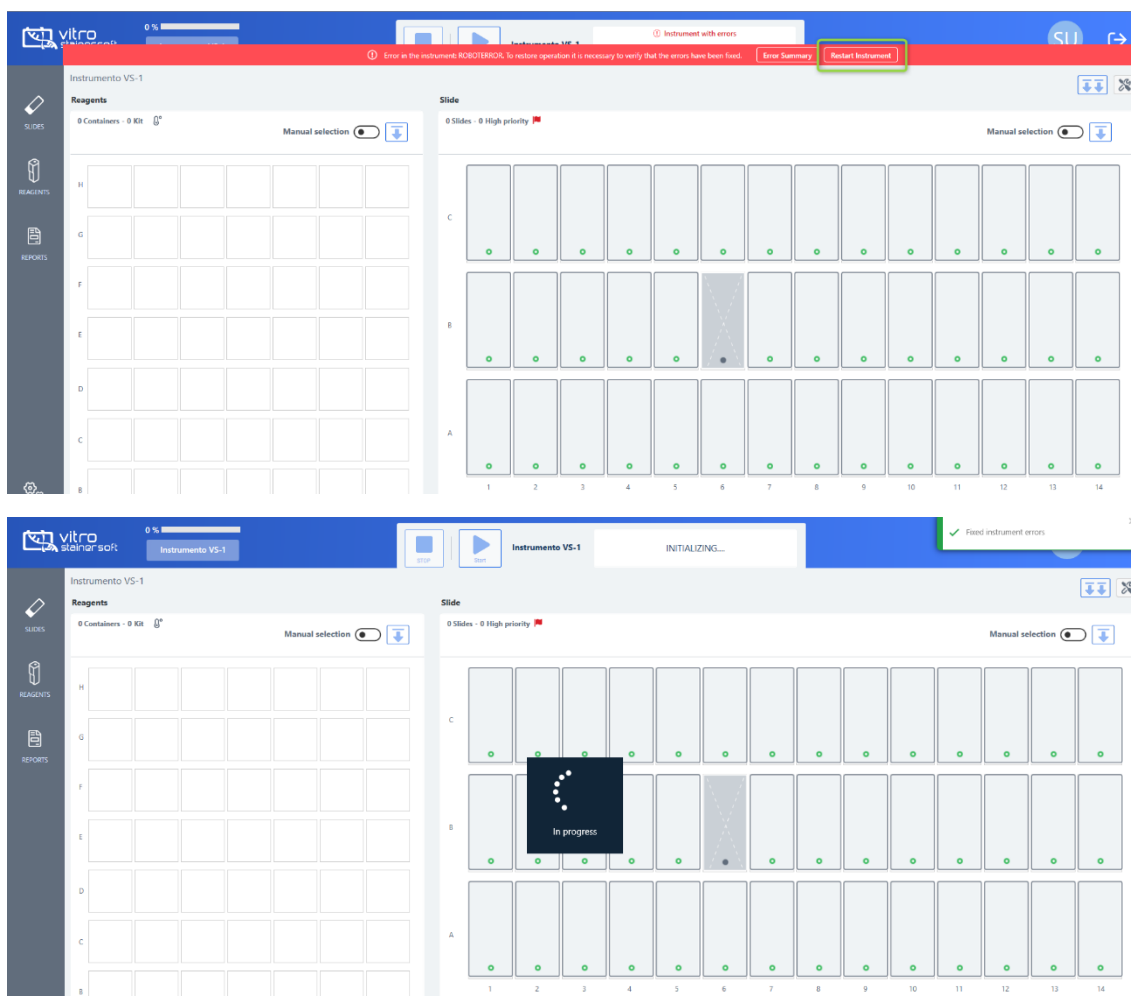 vitro
stainersoft
0 %
Instrumento VS-1
Instrument with errors
SU
Error in the instrument: ROBOTERROR. To restore operation it is necessary to verify that the errors have been fixed.
Error Summary
Restart Instrument
Instrumento VS-1
Reagents
Slide
0 Containers - 0 Kit
Manual selection
0 Slides - 0 High priority
Manual selection
SLIDES
REAGENTS
REPORTS
H
G
F
E
D
C
B
C
B
A
1 2 3 4 5 6 7 8 9 10 11 12 13 14
vitro
stainersoft
0 %
Instrumento VS-1
STOP
Start
Instrumento VS-1
INITIALIZING...
Fixed instrument errors
Instrumento VS-1
Reagents
Slide
0 Containers - 0 Kit
Manual selection
0 Slides - 0 High priority
Manual selection
SLIDES
REAGENTS
REPORTS
H
G
F
E
D
C
B
C
B
A
In progress
1 2 3 4 5 6 7 8 9 10 11 12 13 14